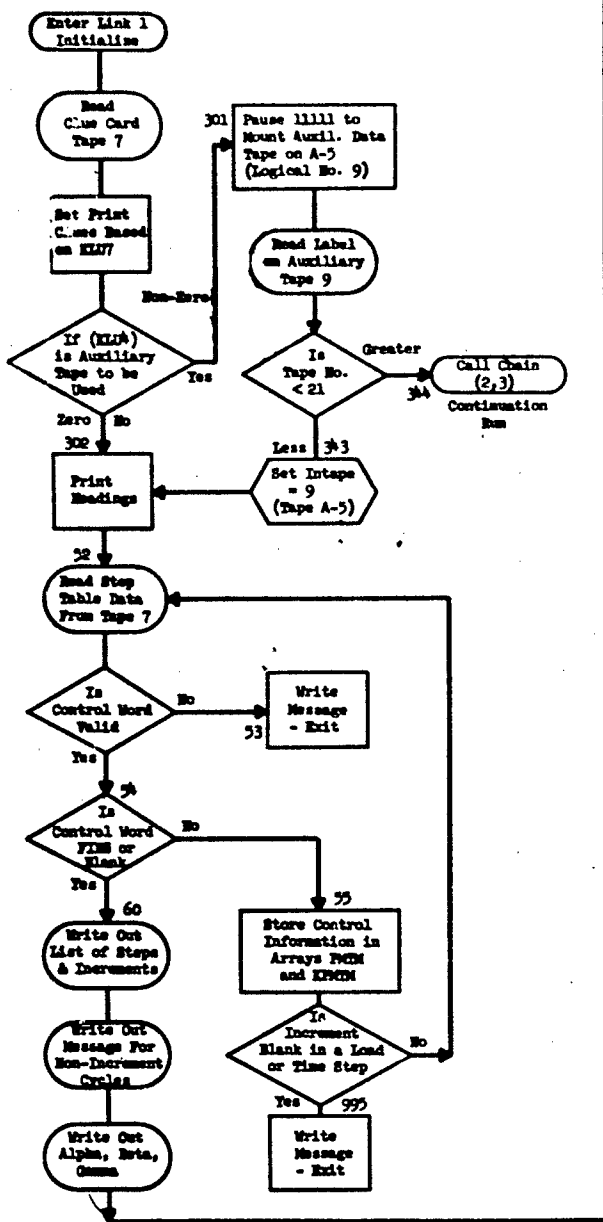 Enter Link 1
Initialize
Read
Clue Card
Tape 7
Set Print
Clues Based
on KLU7
Non-Zero
If (KLU4)
is Auxiliary
Tape to be
Used
Yes
Zero No
302
Print
Headings
301
Pause 11111 to
Mount Auxil. Data
Tape on A-5
(Logical No. 9)
Read Label
on Auxiliary
Tape 9
Is
Tape No.
< 21
Greater
344
Call Chain
(2,3)
Continuation
Run
Less 343
Set Intape
= 9
(Tape A-5)
52
Read Step
Table Data
From Tape 7
Is
Control Word
Valid
No
53
Write
Message
- Exit
Yes
54
Is
Control Word
FINS or
Blank
No
Yes
60
Write Out
List of Steps
& Increments
Write Out
Message For
Non-Increment
Cycles
Write Out
Alpha, Beta,
Gamma
55
Store Control
Information in
Arrays PMTM
and KPMTM
Is
Increment
Blank in a Load
or Time Step
No
Yes 995
Write
Message
- Exit